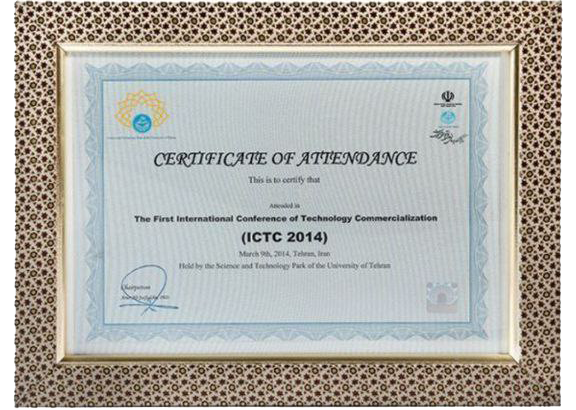 CERTIFICATE OF ATTENDANCE
This is to certify that
Attended in
The First International Conference of Technology Commercialization
(ICTC 2014)
March 9th, 2014, Tehran, Iran
Held by the Science and Technology Park of the University of Tehran
Chairperson